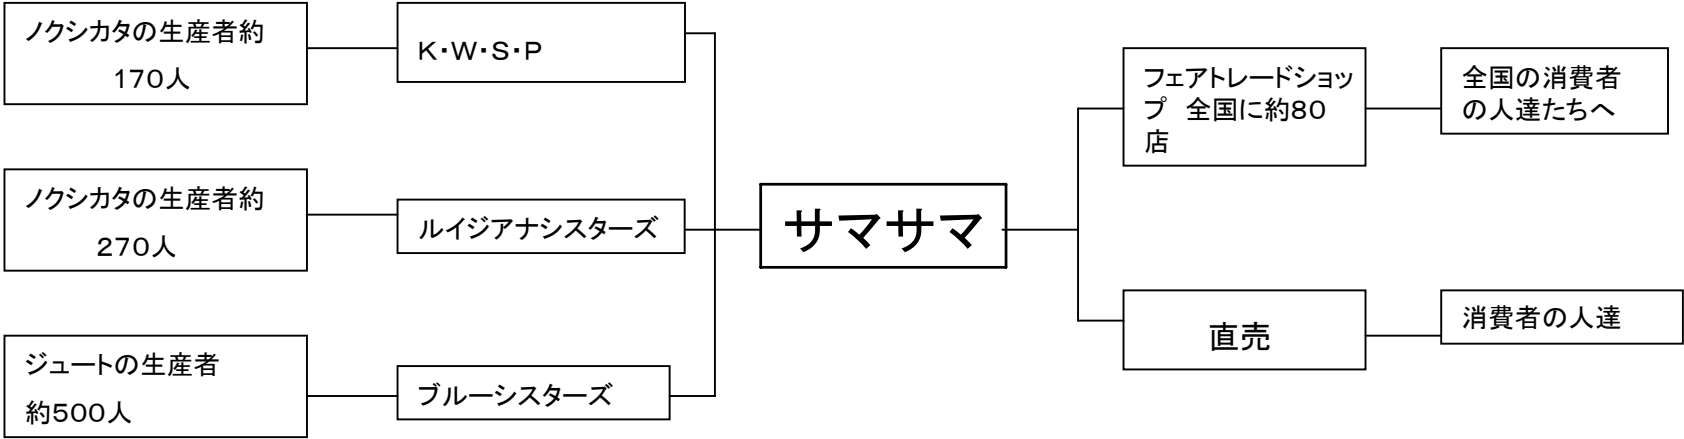 ノクシカタの生産者約
170人
K・W・S・P
ノクシカタの生産者約
270人
ルイジアナシスターズ
ジュートの生産者
約500人
ブルーシスターズ
サマサマ
フェアトレードショッ
プ 全国に約80
店
全国の消費者
の人達たちへ
直売
消費者の人達